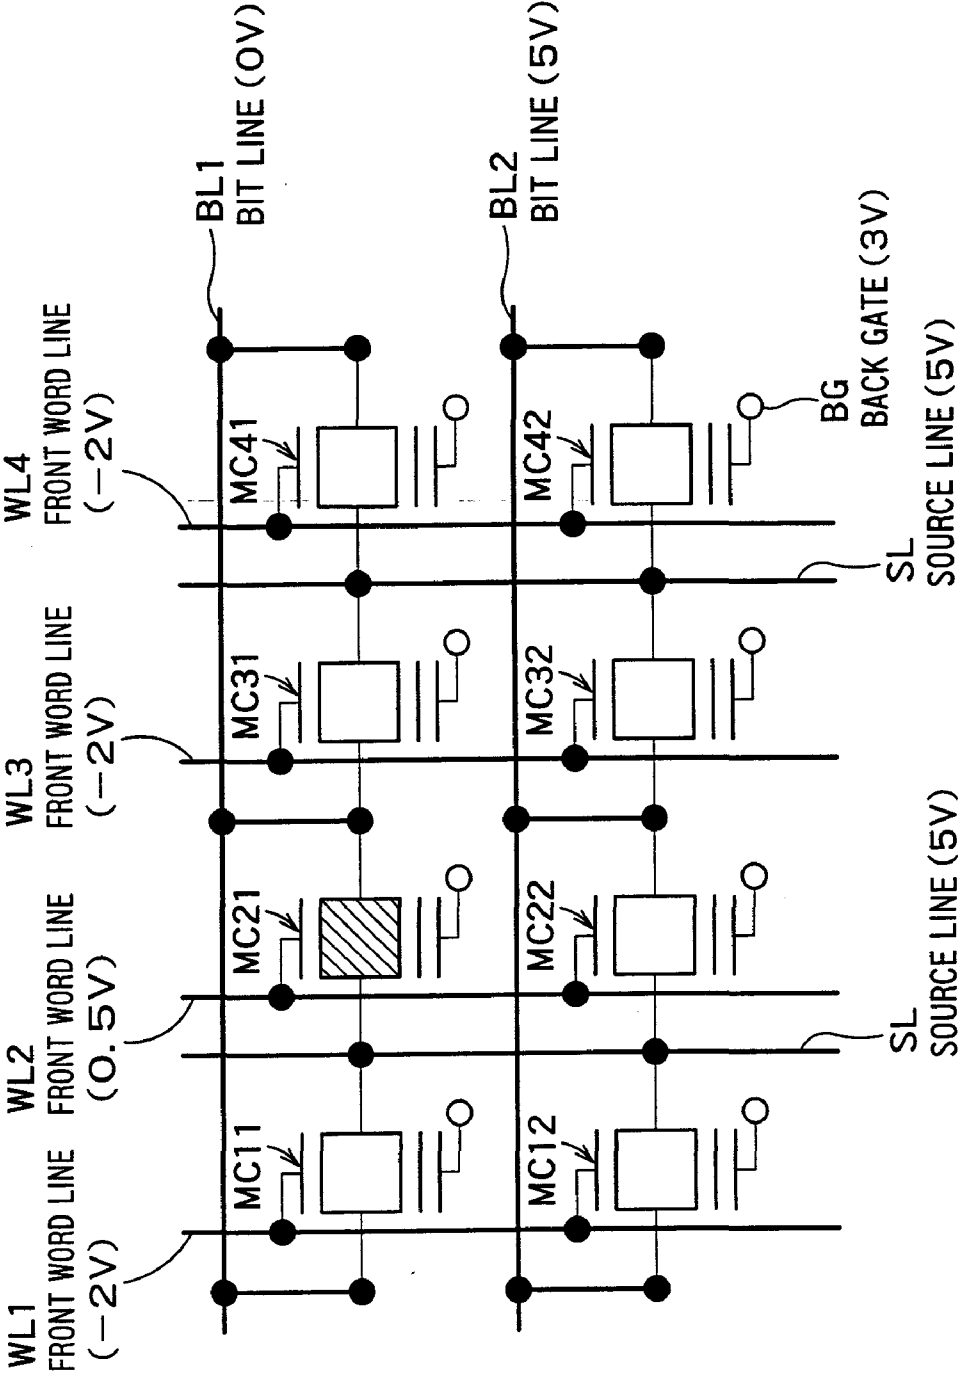 WL1
FRONT WORD LINE
(−2V)
WL2
FRONT WORD LINE
(0.5V)
WL3
FRONT WORD LINE
(−2V)
WL4
FRONT WORD LINE
(−2V)
BL1
BIT LINE (0V)
MC11
MC21
MC31
MC41
BL2
BIT LINE (5V)
MC12
MC22
MC32
MC42
BG
BACK GATE (3V)
SL
SOURCE LINE (5V)
SL
SOURCE LINE (5V)